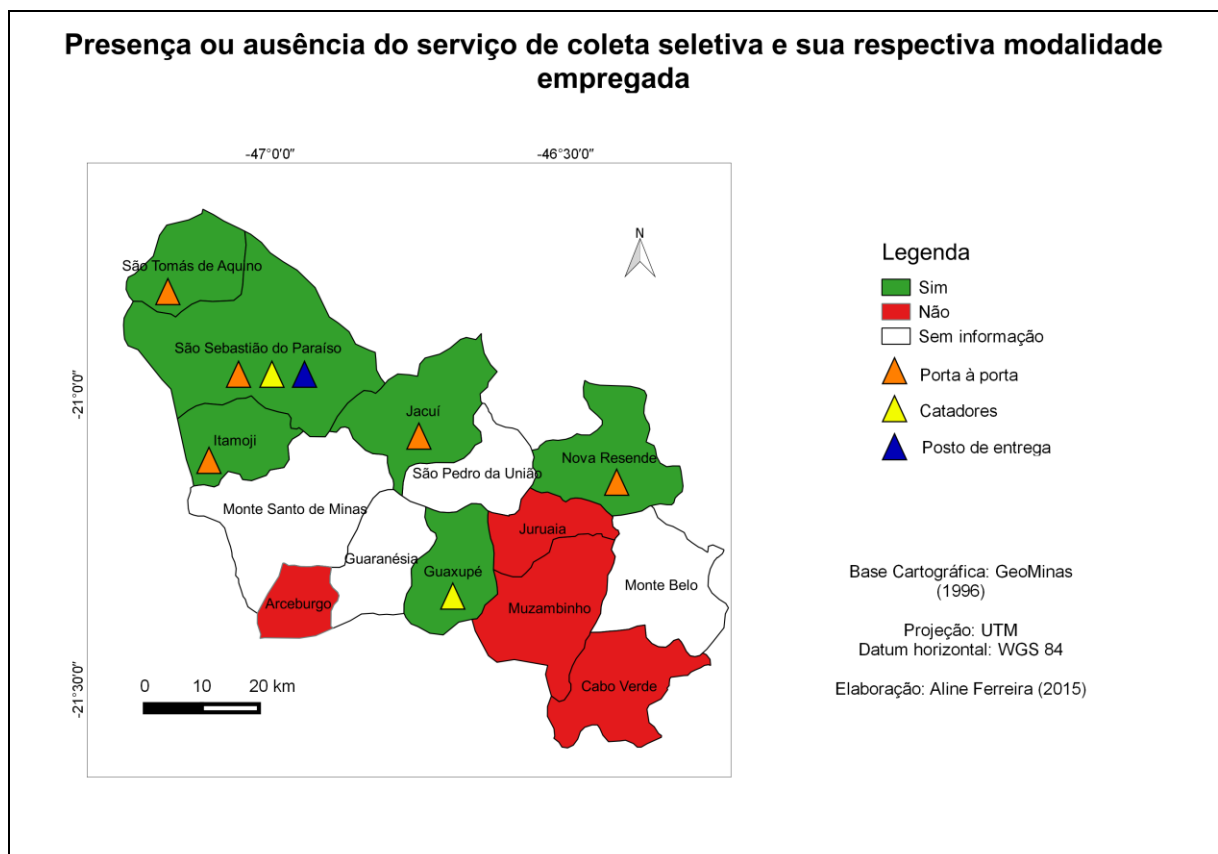 Presença ou ausência do serviço de coleta seletiva e sua respectiva modalidade
empregada
-47°0′0″
-46°30′0″
-21°0′0″
-21°30′0″
N
São Tomás de Aquino
São Sebastião do Paraíso
Jacuí
Itamoji
São Pedro da União
Nova Resende
Monte Santo de Minas
Juruaia
Guaranésia
Guaxupé
Monte Belo
Arceburgo
Muzambinho
Cabo Verde
0 10 20 km
Legenda
Sim
Não
Sem informação
Porta à porta
Catadores
Posto de entrega
Base Cartográfica: GeoMinas
(1996)
Projeção: UTM
Datum horizontal: WGS 84
Elaboração: Aline Ferreira (2015)